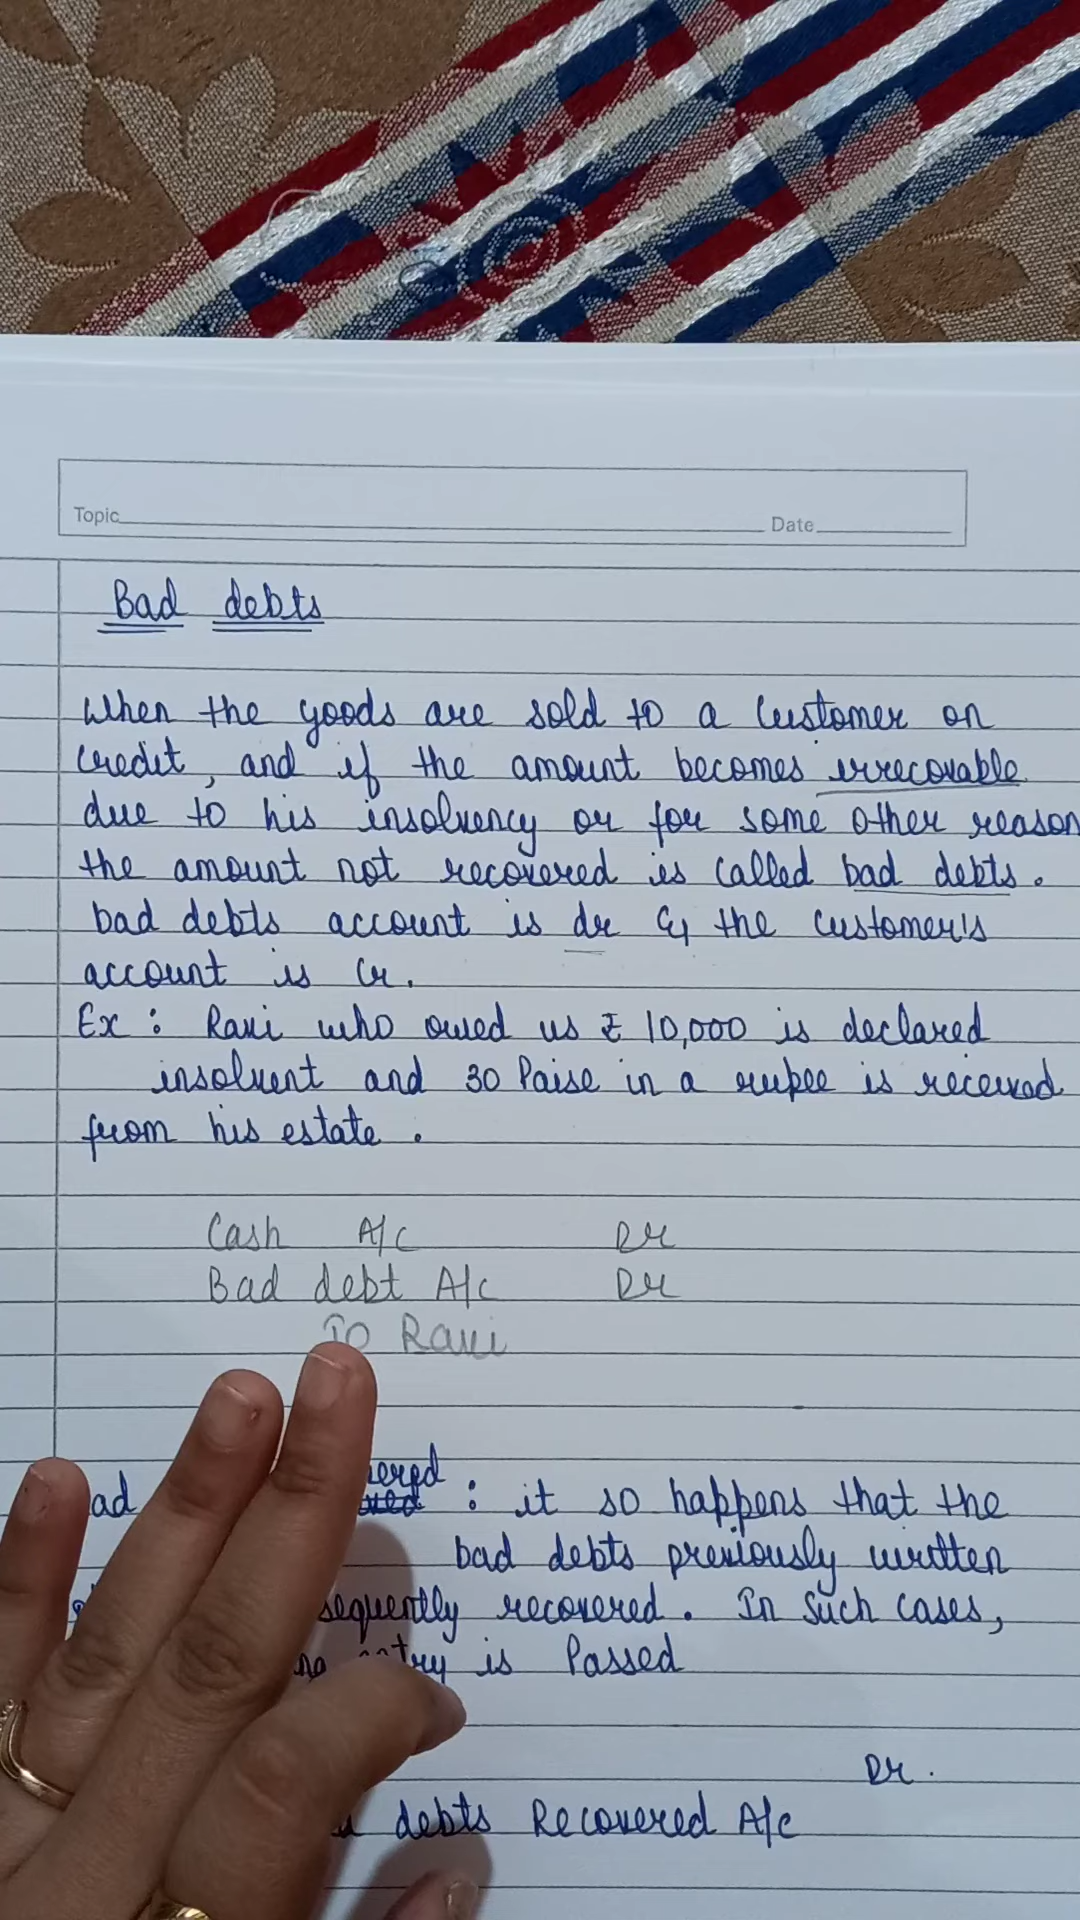 Topic Date
Bad debts
When the goods are sold to a customer on
credit, and if the amount becomes irrecovable
due to his insolvency or for some other reason
the amount not recovered is called bad debts.
bad debts account is dr & the customer's
account is cr.
Ex : Ravi who owed us ₹ 10,000 is declared
insolvent and 30 Paise in a rupee is received
from his estate.
Cash A/c Dr
Bad debt A/c Dr
To Ravi
: it so happens that the
bad debts previously written
recovered. In such cases,
is Passed
Dr.
debts Recovered A/c